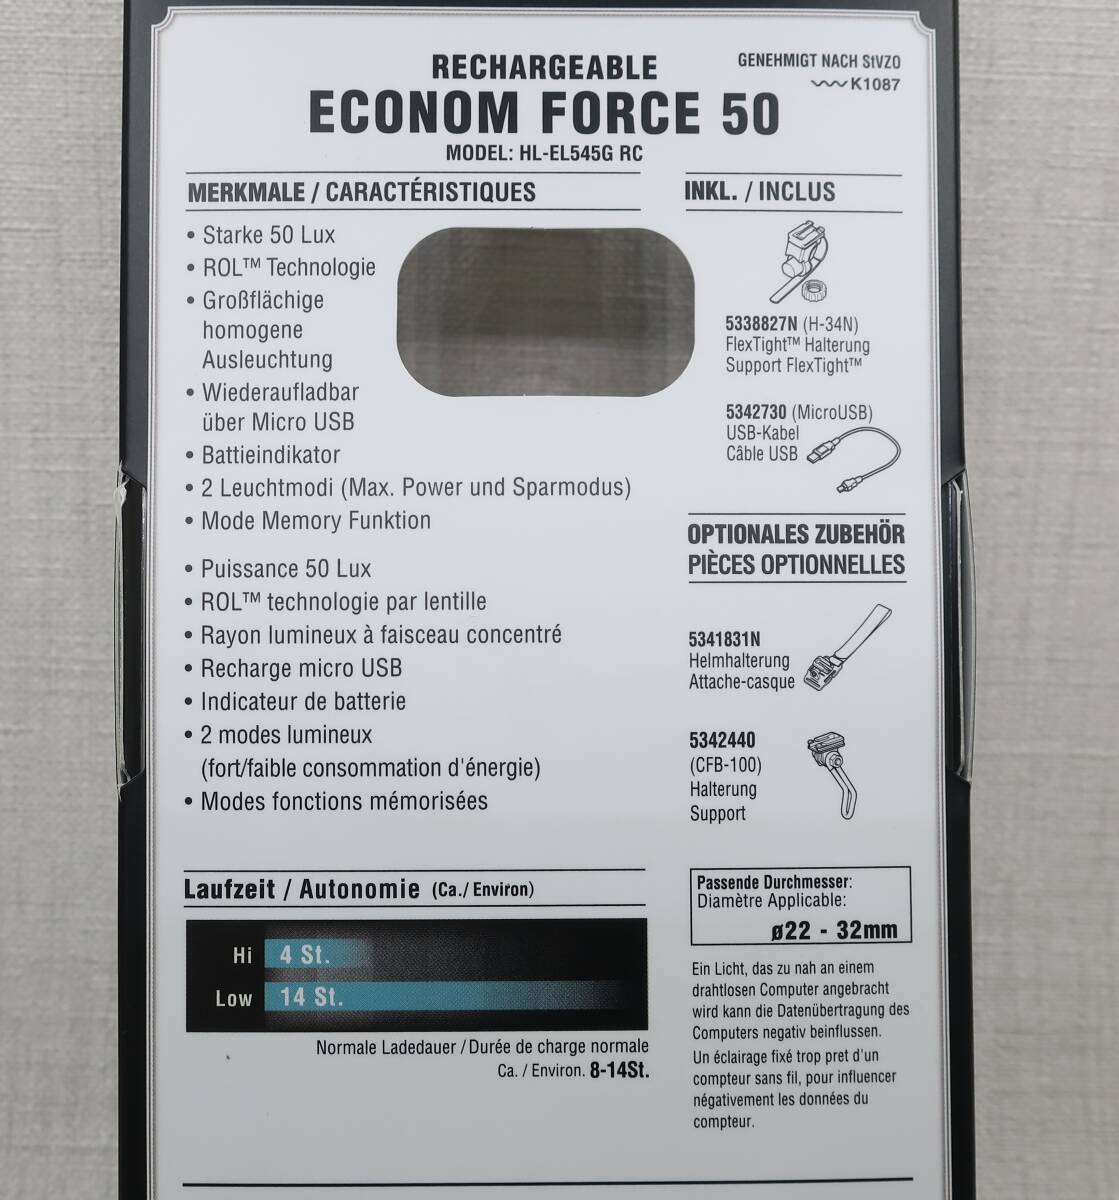 RECHARGEABLE
ECONOM FORCE 50
MODEL: HL-EL545G RC
GENEHMIGT NACH StVZO
K1087
MERKMALE / CARACTÉRISTIQUES
• Starke 50 Lux
• ROL™ Technologie
• Großflächige
homogene
Ausleuchtung
• Wiederaufladbar
über Micro USB
• Battieindikator
• 2 Leuchtmodi (Max. Power und Sparmodus)
• Mode Memory Funktion
• Puissance 50 Lux
• ROL™ technologie par lentille
• Rayon lumineux à faisceau concentré
• Recharge micro USB
• Indicateur de batterie
• 2 modes lumineux
(fort/faible consommation d'énergie)
• Modes fonctions mémorisées
INKL. / INCLUS
5338827N (H-34N)
FlexTight™ Halterung
Support FlexTight™
5342730 (MicroUSB)
USB-Kabel
Câble USB
OPTIONALES ZUBEHÖR
PIÈCES OPTIONNELLES
5341831N
Helmhalterung
Attache-casque
5342440
(CFB-100)
Halterung
Support
Laufzeit / Autonomie (Ca./ Environ)
Hi 4 St.
Low 14 St.
Normale Ladedauer / Durée de charge normale
Ca. / Environ. 8-14St.
Passende Durchmesser:
Diamètre Applicable:
ø22 - 32mm
Ein Licht, das zu nah an einem
drahtlosen Computer angebracht
wird kann die Datenübertragung des
Computers negativ beinflussen.
Un éclairage fixé trop pret d'un
compteur sans fil, pour influencer
négativement les données du
compteur.